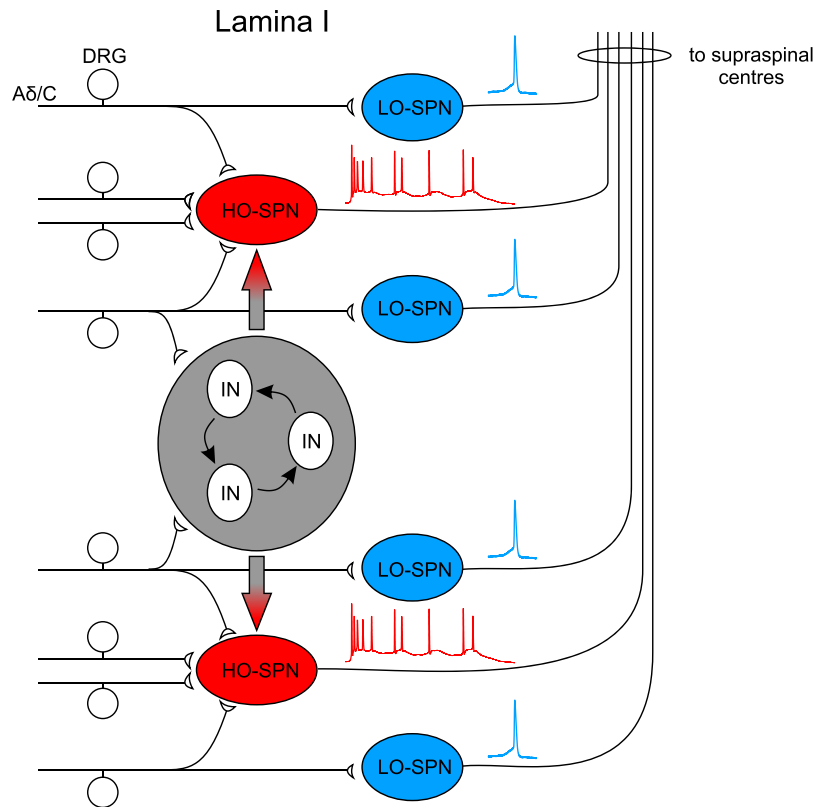 Lamina I
DRG
Aδ/C
to supraspinal
centres
LO-SPN
HO-SPN
LO-SPN
IN
IN
IN
LO-SPN
HO-SPN
LO-SPN